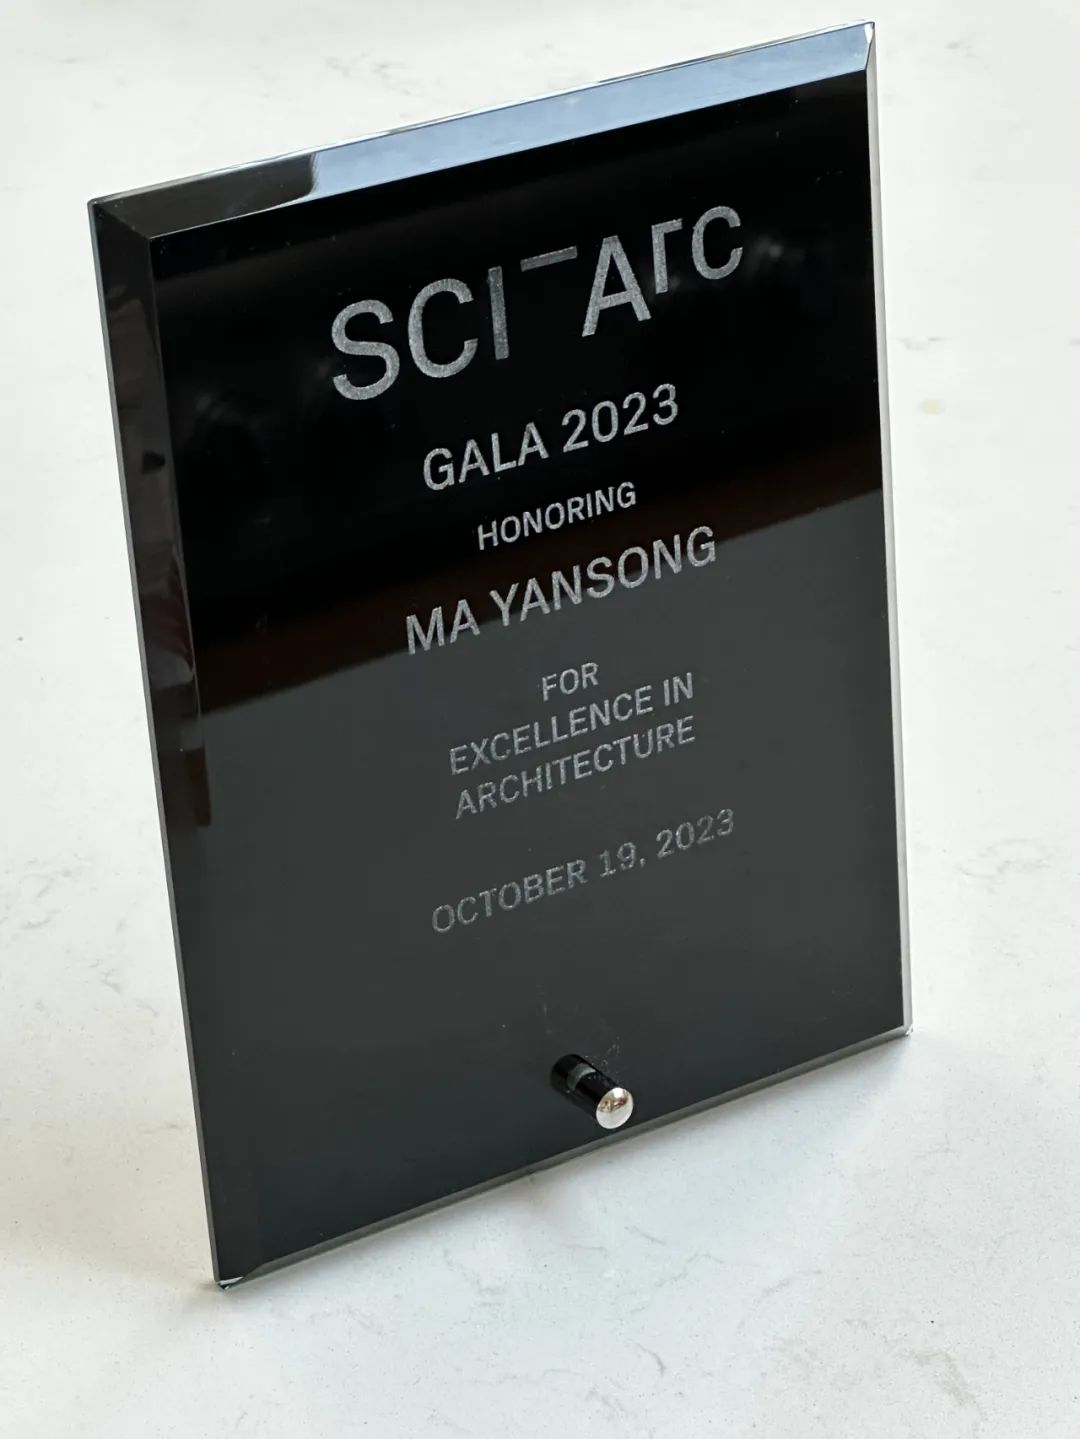 SCI-Arc
GALA 2023
HONORING
MA YANSONG
FOR
EXCELLENCE IN
ARCHITECTURE
OCTOBER 19, 2023